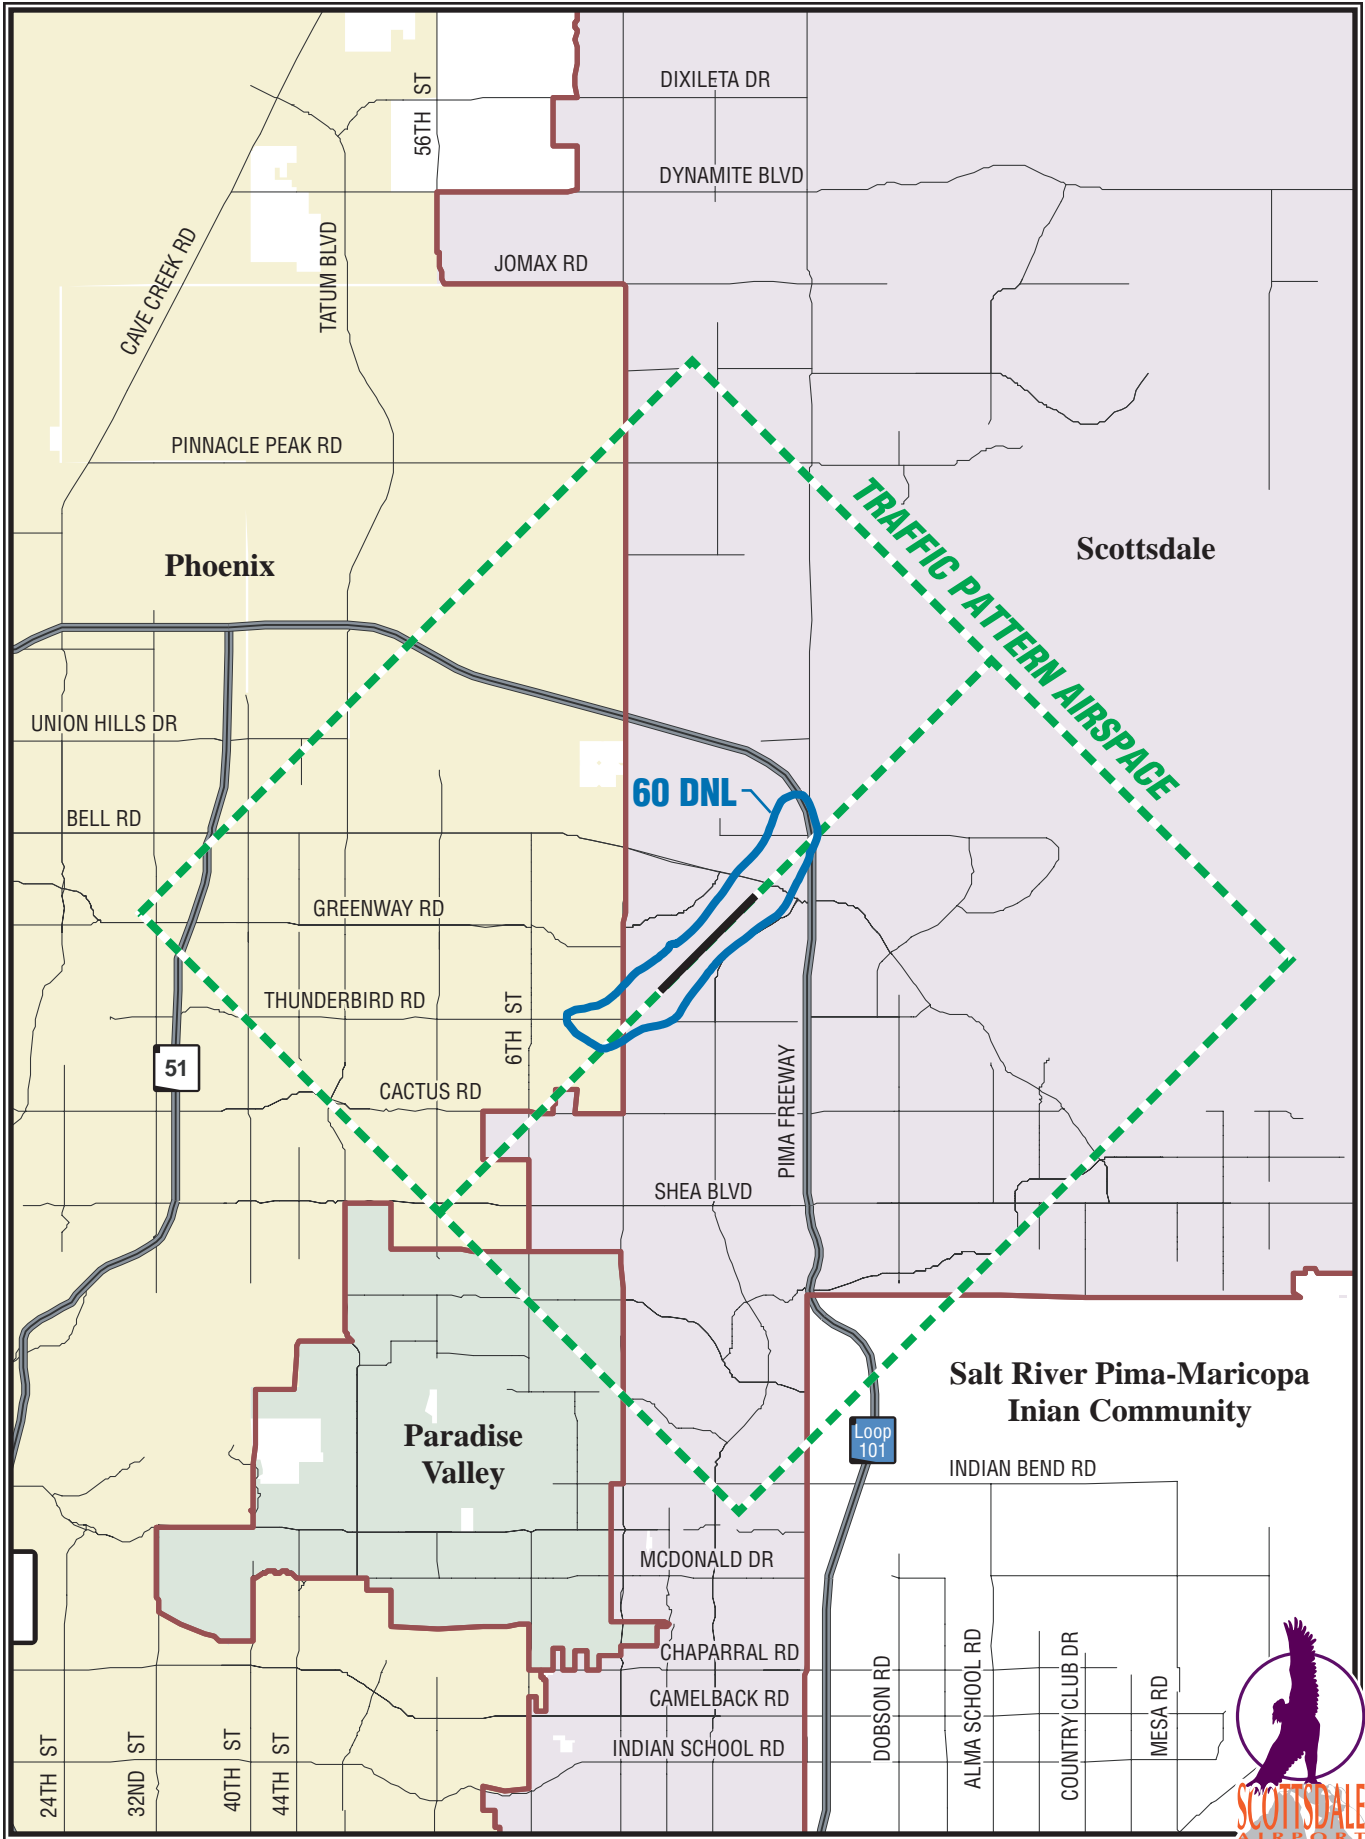 DIXILETA DR
56TH ST
DYNAMITE BLVD
CAVE CREEK RD
TATUM BLVD
JOMAX RD
PINNACLE PEAK RD
TRAFFIC PATTERN AIRSPACE
Scottsdale
Phoenix
UNION HILLS DR
60 DNL
BELL RD
GREENWAY RD
THUNDERBIRD RD
6TH ST
51
CACTUS RD
PIMA FREEWAY
SHEA BLVD
Salt River Pima-Maricopa
Inian Community
Paradise
Valley
Loop
101
INDIAN BEND RD
MCDONALD DR
CHAPARRAL RD
CAMELBACK RD
INDIAN SCHOOL RD
24TH ST
32ND ST
40TH ST
44TH ST
DOBSON RD
ALMA SCHOOL RD
COUNTRY CLUB DR
MESA RD
SCOTTSDALE
AIRPORT